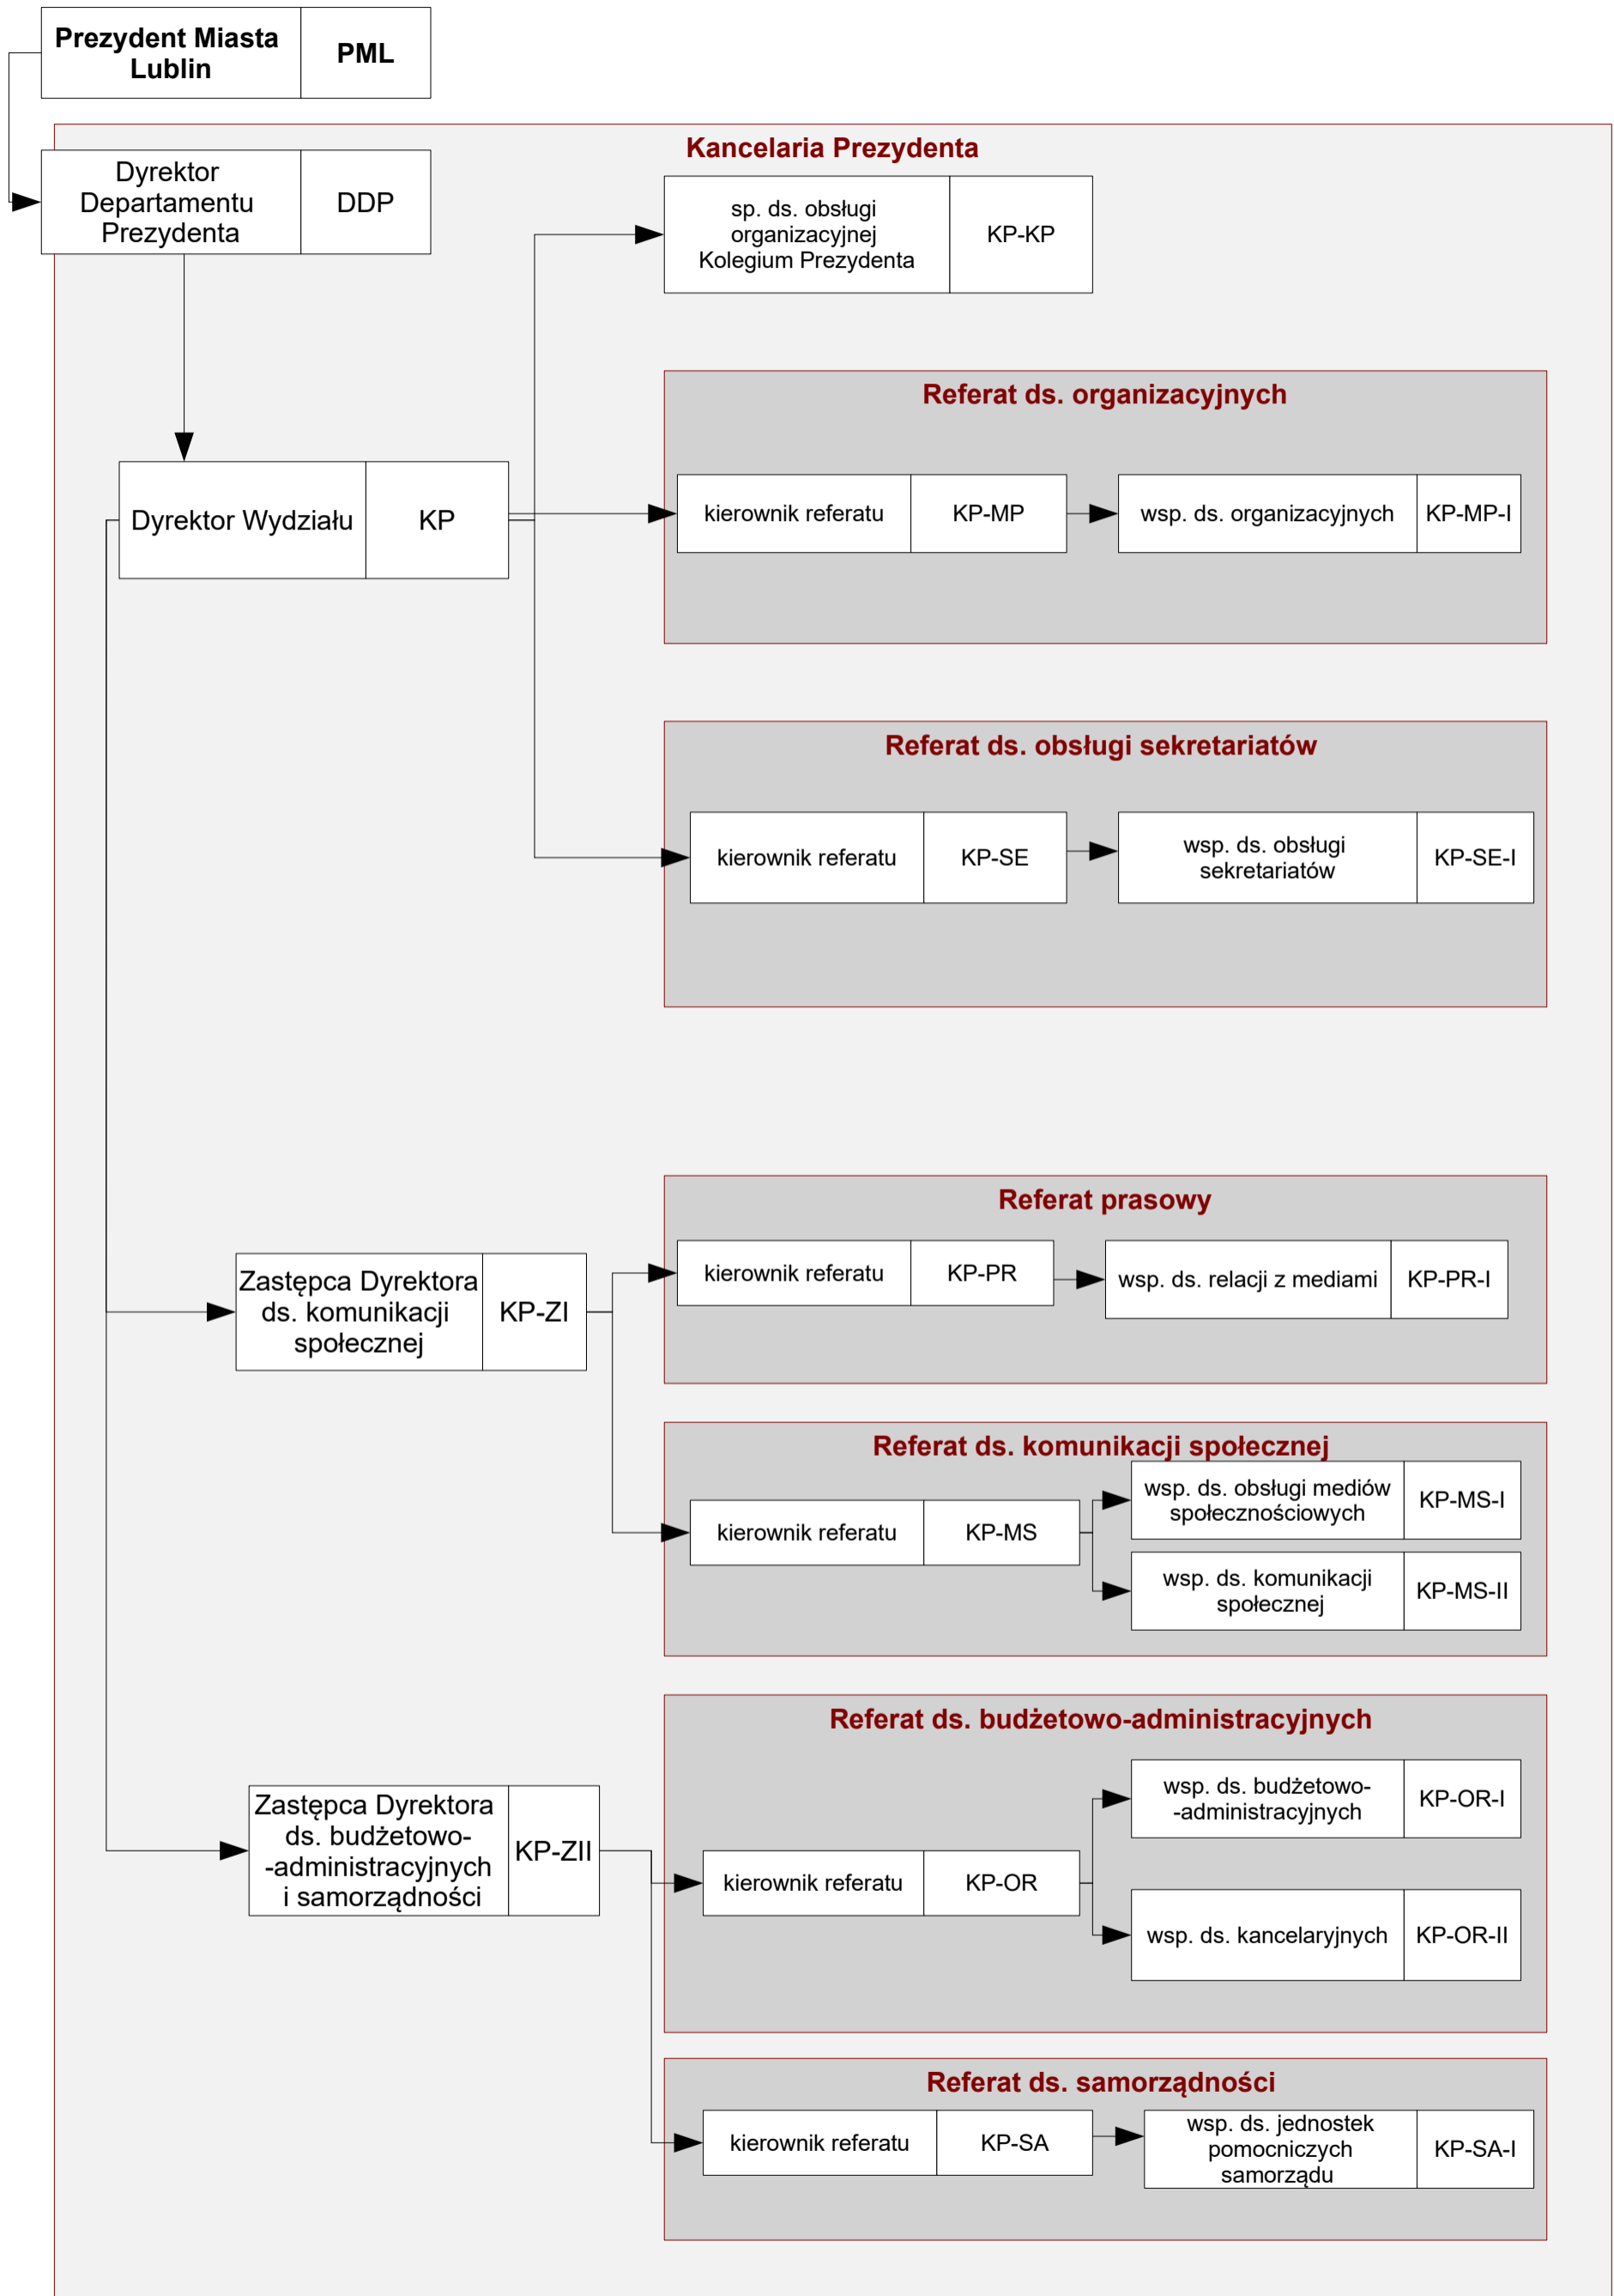 Prezydent Miasta
Lublin
PML
Kancelaria Prezydenta
Dyrektor
Departamentu
Prezydenta
DDP
sp. ds. obsługi
organizacyjnej
Kolegium Prezydenta
KP-KP
Referat ds. organizacyjnych
Dyrektor Wydziału
KP
kierownik referatu
KP-MP
wsp. ds. organizacyjnych
KP-MP-I
Referat ds. obsługi sekretariatów
kierownik referatu
KP-SE
wsp. ds. obsługi
sekretariatów
KP-SE-I
Referat prasowy
Zastępca Dyrektora
ds. komunikacji
społecznej
KP-ZI
kierownik referatu
KP-PR
wsp. ds. relacji z mediami
KP-PR-I
Referat ds. komunikacji społecznej
kierownik referatu
KP-MS
wsp. ds. obsługi mediów
społecznościowych
KP-MS-I
wsp. ds. komunikacji
społecznej
KP-MS-II
Referat ds. budżetowo-administracyjnych
Zastępca Dyrektora
ds. budżetowo-
-administracyjnych
i samorządności
KP-ZII
kierownik referatu
KP-OR
wsp. ds. budżetowo-
-administracyjnych
KP-OR-I
wsp. ds. kancelaryjnych
KP-OR-II
Referat ds. samorządności
kierownik referatu
KP-SA
wsp. ds. jednostek
pomocniczych
samorządu
KP-SA-I